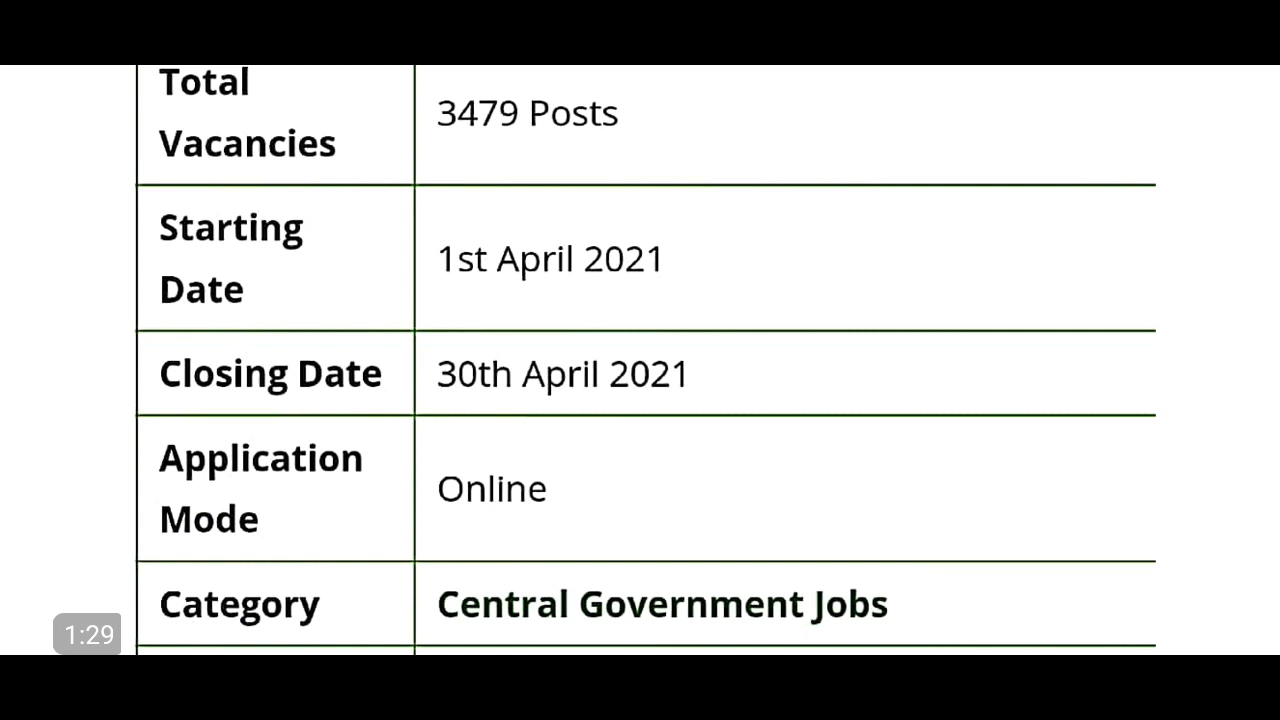 Total
Vacancies
3479 Posts
Starting
Date
1st April 2021
Closing Date
30th April 2021
Application
Mode
Online
Category
Central Government Jobs
1:29